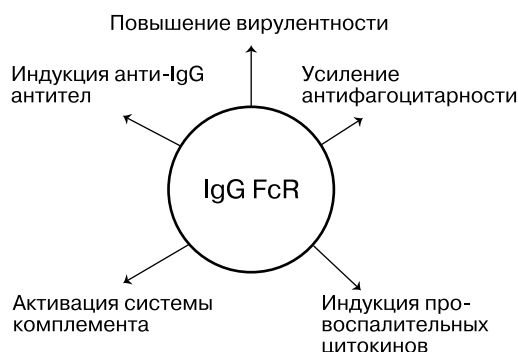 Повышение вирулентности
Индукция анти-IgG
антител
Усиление
антифагоцитарности
IgG FcR
Активация системы
комплемента
Индукция про-
воспалительных
цитокинов